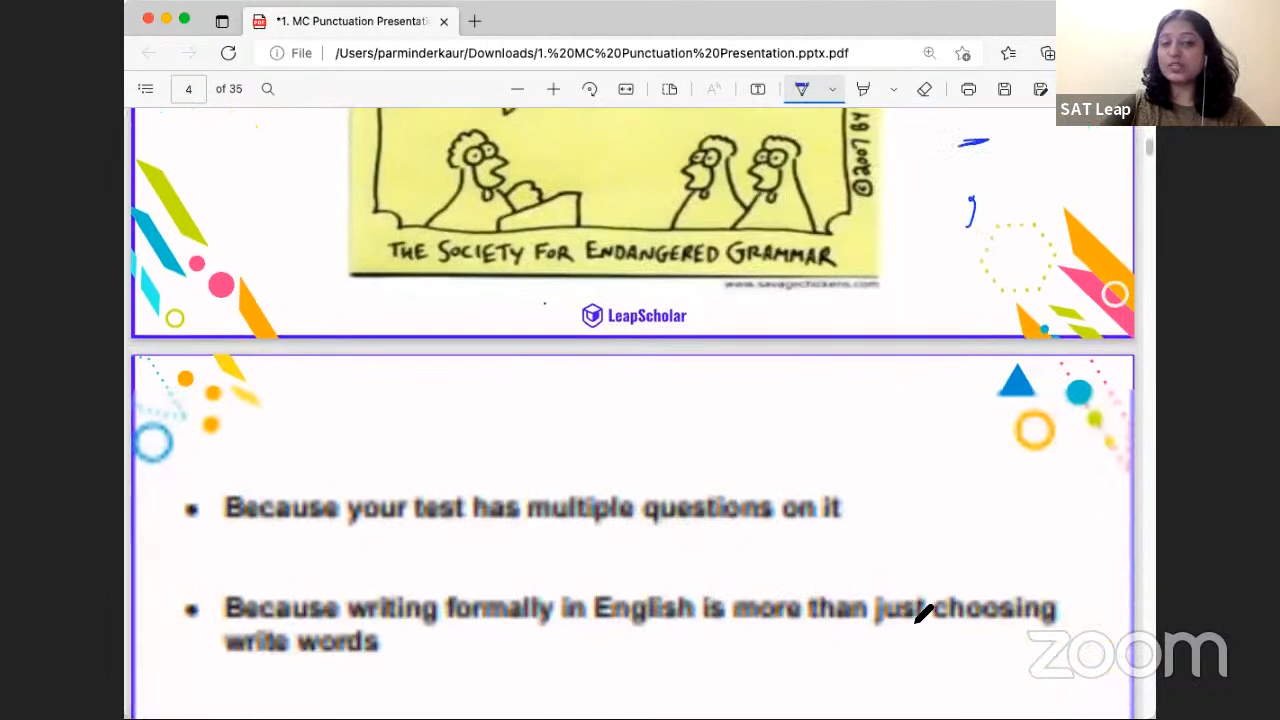 *1. MC Punctuation Presentati
File
/Users/parminderkaur/Downloads/1.%20MC%20Punctuation%20Presentation.pptx.pdf
4
of 35
SAT Leap
©2007 BY
THE SOCIETY FOR ENDANGERED GRAMMAR
www.savagechickens.com
LeapScholar
• Because your test has multiple questions on it
• Because writing formally in English is more than just choosing
write words
zoom